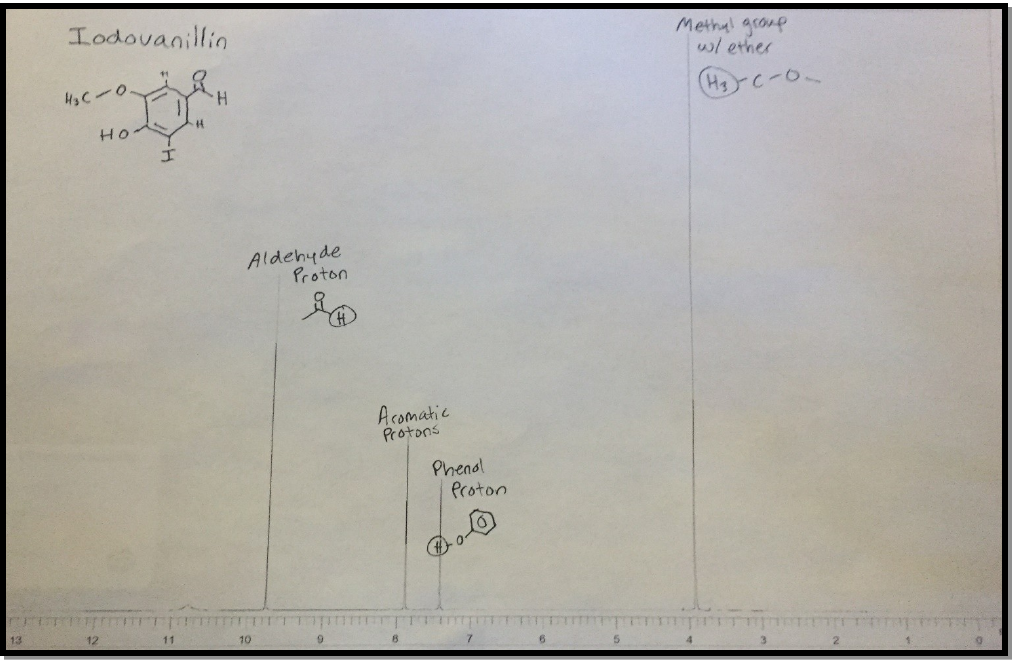 Iodovanillin
H
O
H₃C - O
H
HO
H
I
Methyl group
w/ ether
H₃ - C - O -
Aldehyde
Proton
O
H
Aromatic
Protons
Phenol
Proton
H - O
13 12 11 10 9 8 7 6 5 4 3 2 1 0